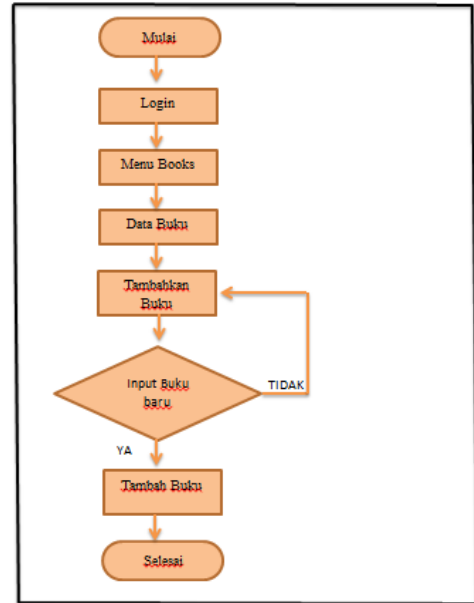 Mulai
Login
Menu Books
Data Buku
Tambahkan
Buku
Input Buku
baru.
TIDAK
YA
Tambah Buku
Selesai